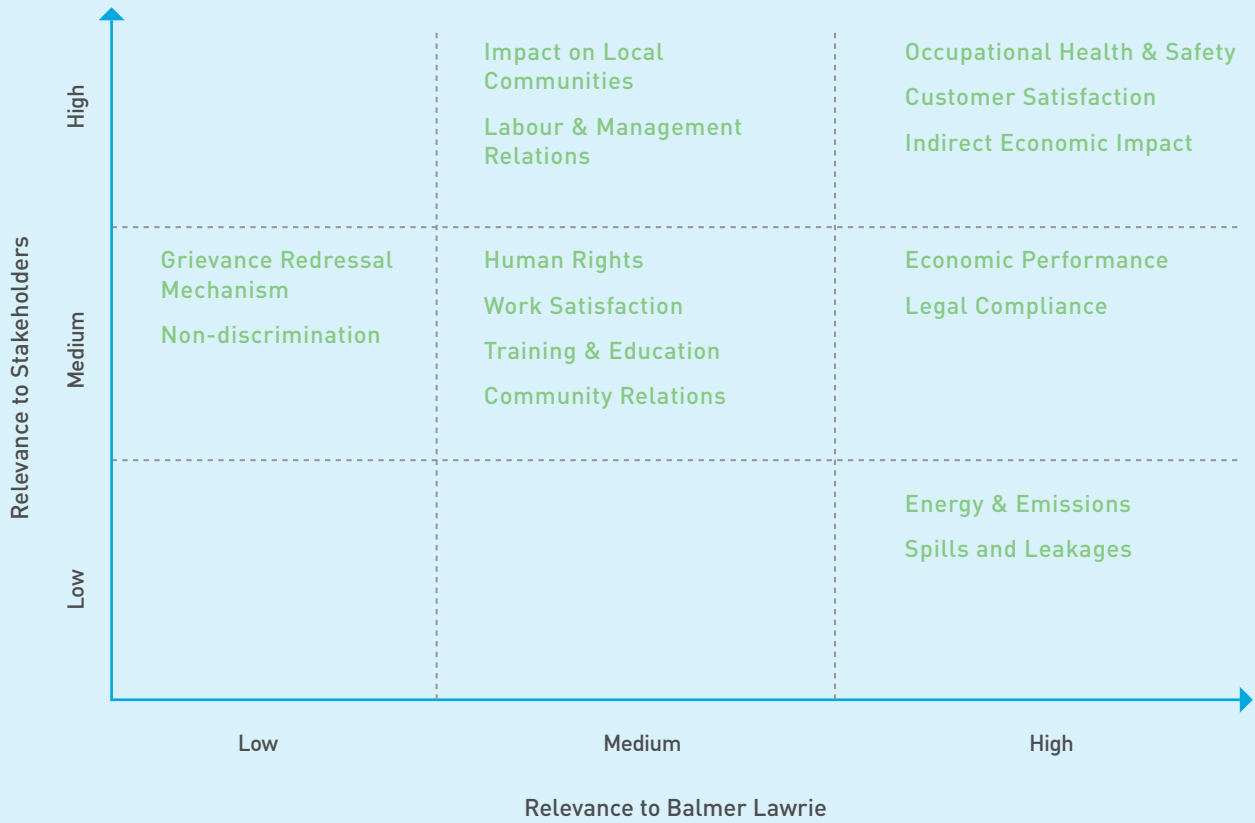 Relevance to Stakeholders
High
Impact on Local
Communities
Labour & Management
Relations
Occupational Health & Safety
Customer Satisfaction
Indirect Economic Impact
Medium
Grievance Redressal
Mechanism
Non-discrimination
Human Rights
Work Satisfaction
Training & Education
Community Relations
Economic Performance
Legal Compliance
Low
Energy & Emissions
Spills and Leakages
Low
Medium
High
Relevance to Balmer Lawrie